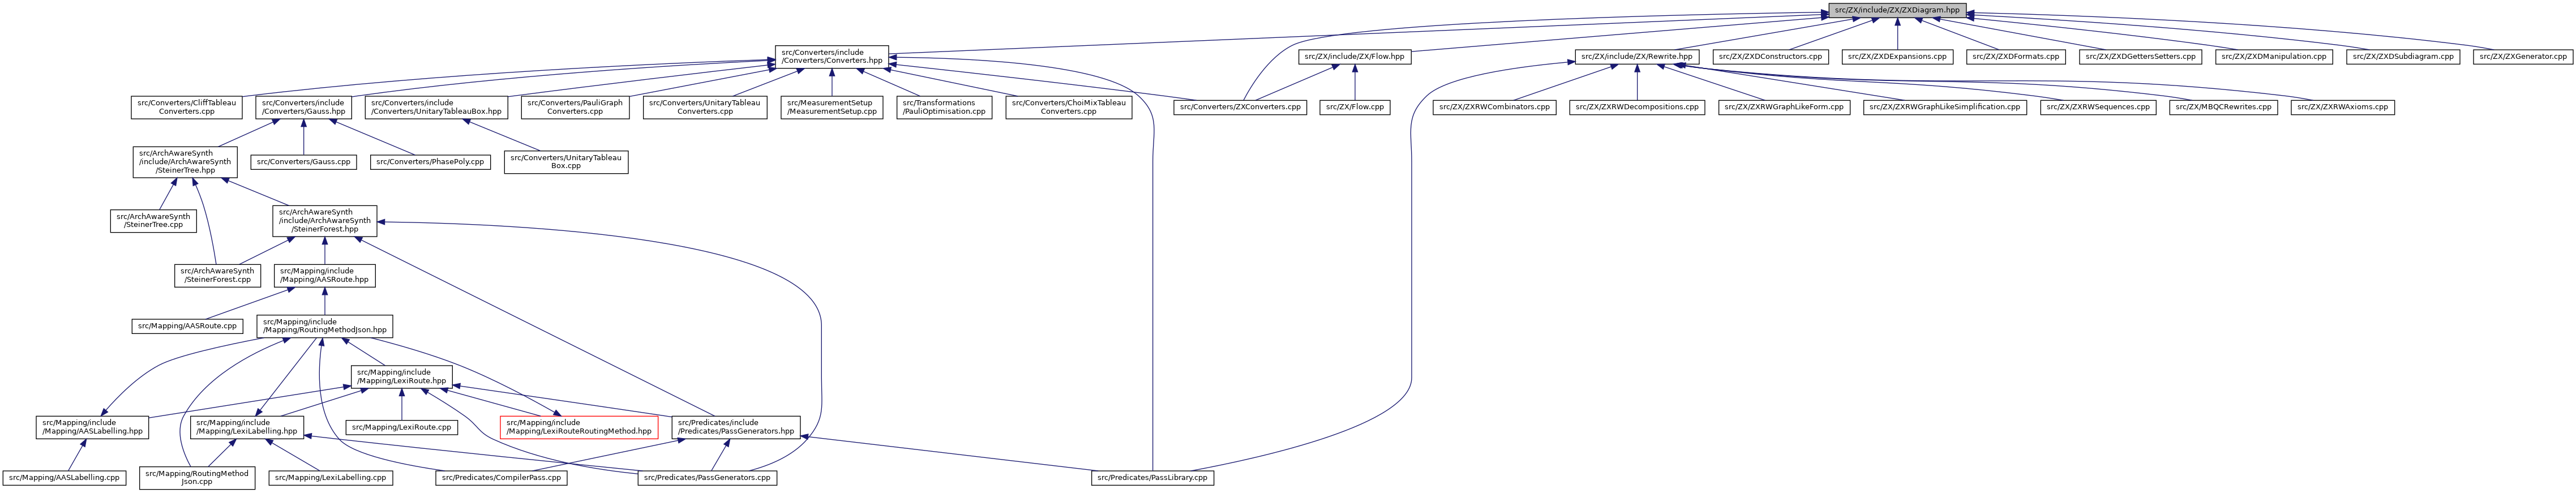 src/ZX/include/ZX/ZXDiagram.hpp
src/Converters/include
/Converters/Converters.hpp
src/ZX/include/ZX/Flow.hpp
src/ZX/include/ZX/Rewrite.hpp
src/ZX/ZXDConstructors.cpp
src/ZX/ZXDExpansions.cpp
src/ZX/ZXDFormats.cpp
src/ZX/ZXDGettersSetters.cpp
src/ZX/ZXDManipulation.cpp
src/ZX/ZXDSubdiagram.cpp
src/ZX/ZXGenerator.cpp
src/Converters/CliffTableau
Converters.cpp
src/Converters/include
/Converters/Gauss.hpp
src/Converters/include
/Converters/UnitaryTableauBox.hpp
src/Converters/PauliGraph
Converters.cpp
src/Converters/UnitaryTableau
Converters.cpp
src/MeasurementSetup
/MeasurementSetup.cpp
src/Transformations
/PauliOptimisation.cpp
src/Converters/ChoiMixTableau
Converters.cpp
src/Converters/ZXConverters.cpp
src/ZX/Flow.cpp
src/ZX/ZXRWCombinators.cpp
src/ZX/ZXRWDecompositions.cpp
src/ZX/ZXRWGraphLikeForm.cpp
src/ZX/ZXRWGraphLikeSimplification.cpp
src/ZX/ZXRWSequences.cpp
src/ZX/MBQCRewrites.cpp
src/ZX/ZXRWAxioms.cpp
src/ArchAwareSynth
/include/ArchAwareSynth
/SteinerTree.hpp
src/Converters/Gauss.cpp
src/Converters/PhasePoly.cpp
src/Converters/UnitaryTableau
Box.cpp
src/ArchAwareSynth
/SteinerTree.cpp
src/ArchAwareSynth
/include/ArchAwareSynth
/SteinerForest.hpp
src/ArchAwareSynth
/SteinerForest.cpp
src/Mapping/include
/Mapping/AASRoute.hpp
src/Mapping/AASRoute.cpp
src/Mapping/include
/Mapping/RoutingMethodJson.hpp
src/Mapping/include
/Mapping/LexiRoute.hpp
src/Mapping/include
/Mapping/AASLabelling.hpp
src/Mapping/include
/Mapping/LexiLabelling.hpp
src/Mapping/LexiRoute.cpp
src/Mapping/include
/Mapping/LexiRouteRoutingMethod.hpp
src/Predicates/include
/Predicates/PassGenerators.hpp
src/Mapping/AASLabelling.cpp
src/Mapping/RoutingMethod
Json.cpp
src/Mapping/LexiLabelling.cpp
src/Predicates/CompilerPass.cpp
src/Predicates/PassGenerators.cpp
src/Predicates/PassLibrary.cpp